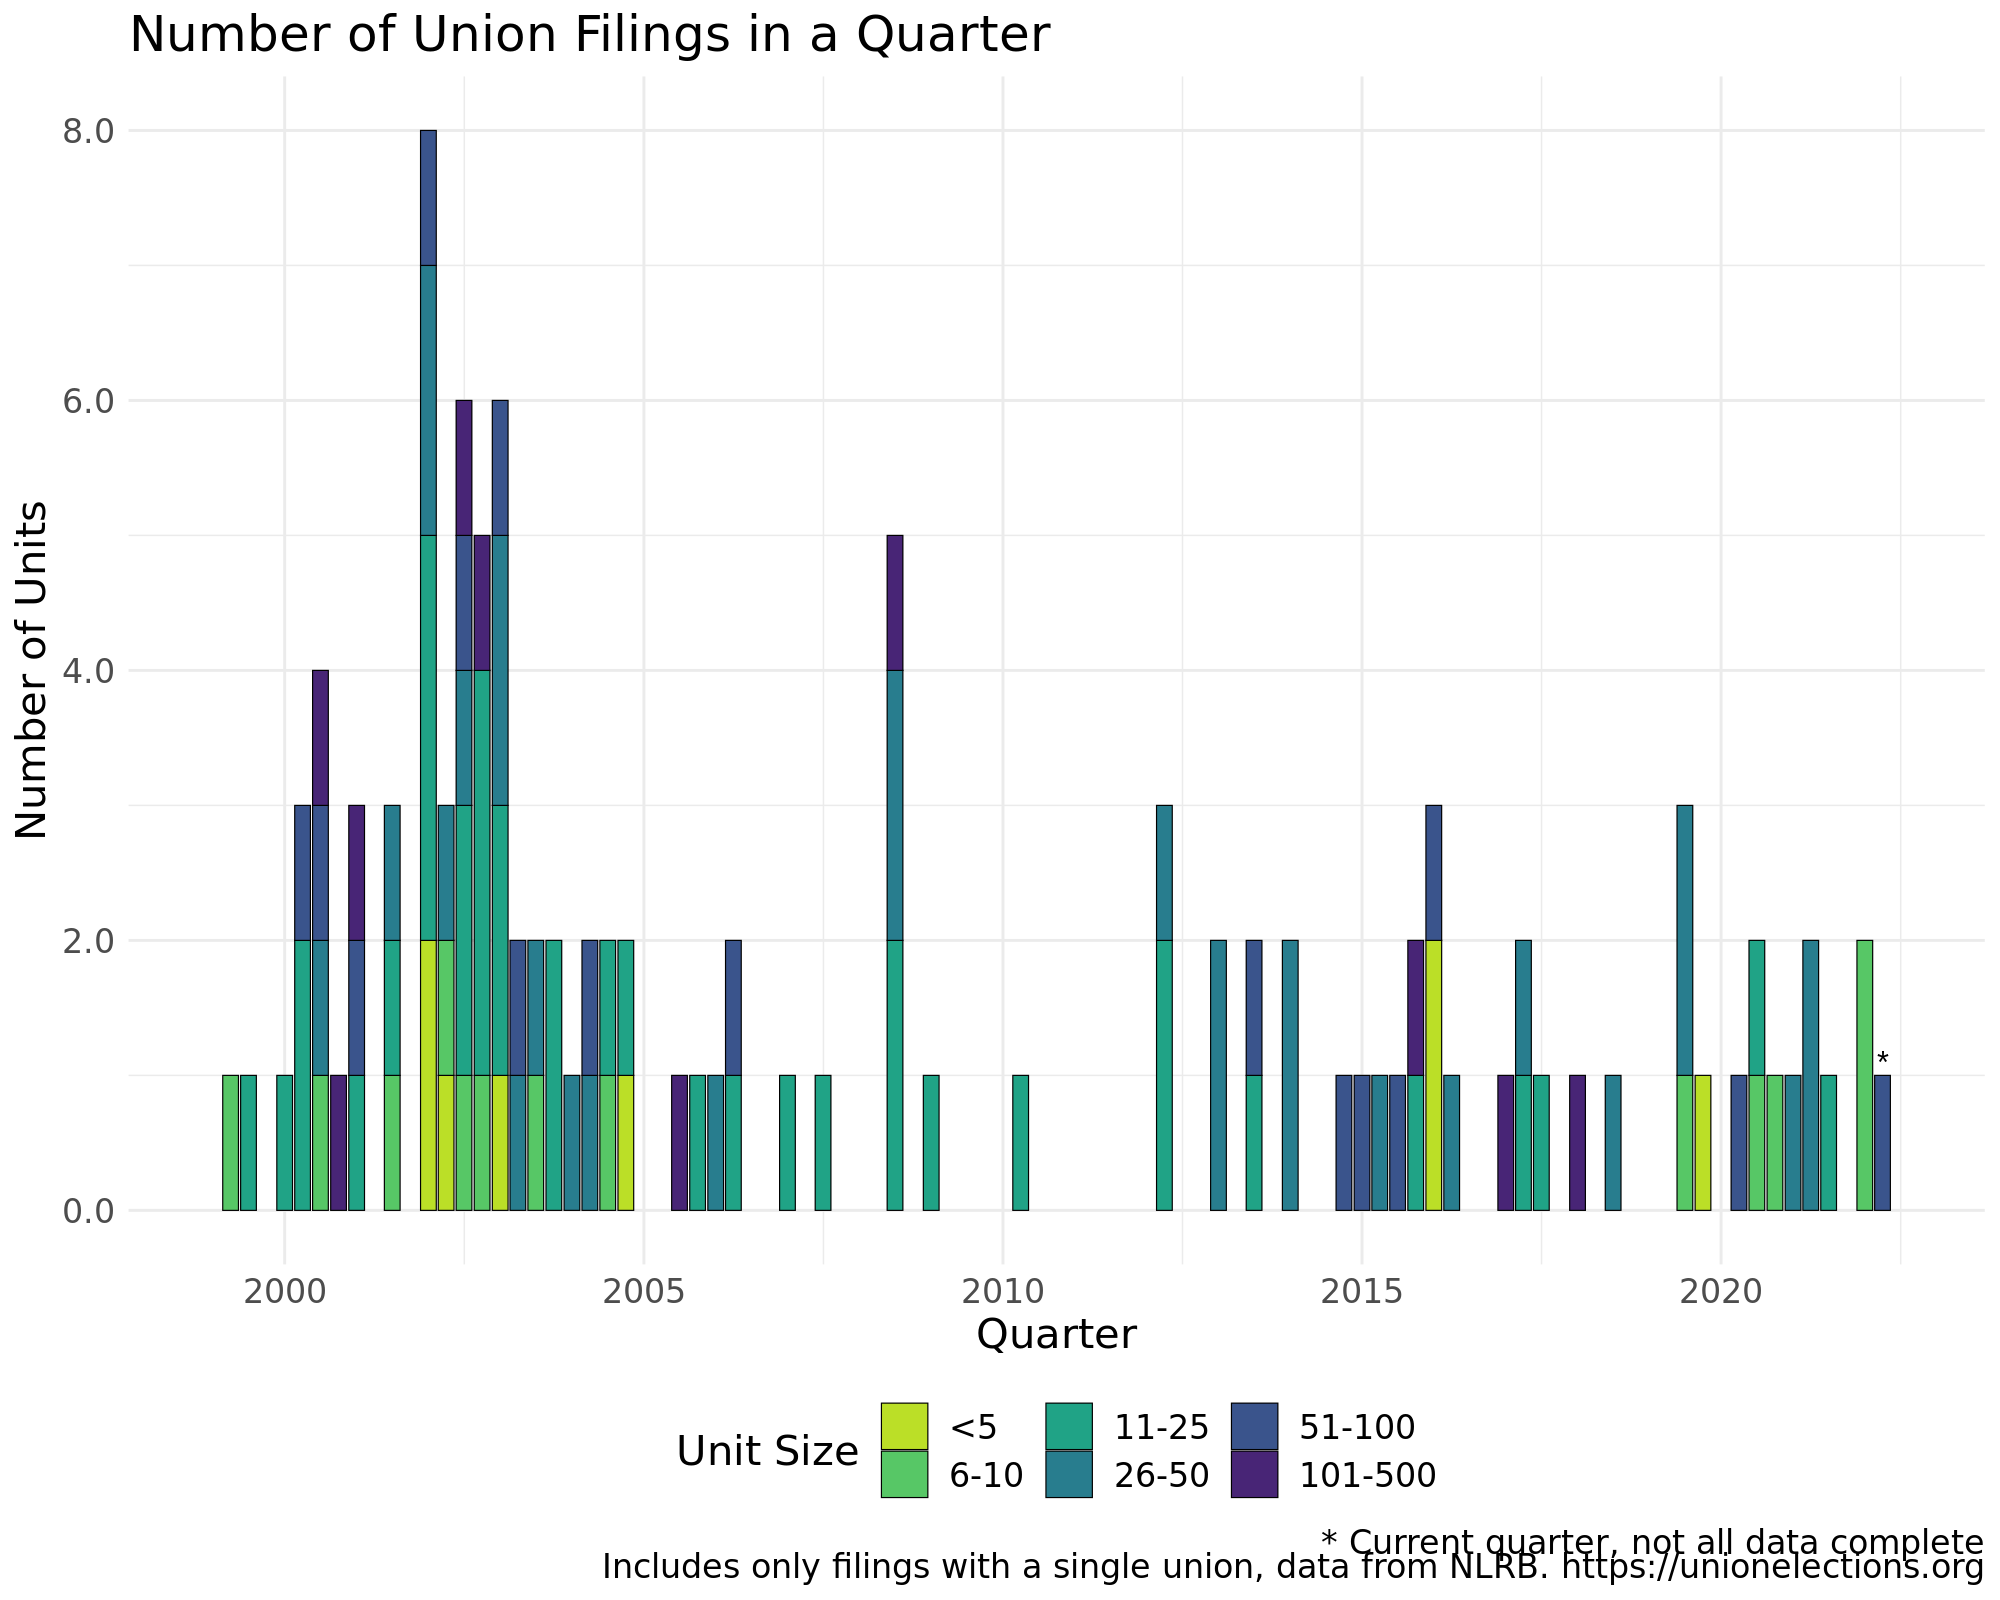 Number of Union Filings in a Quarter
Number of Units
8.0
6.0
4.0
2.0
0.0
*
2000 2005 2010 2015 2020
Quarter
Unit Size
<5 11-25 51-100
6-10 26-50 101-500
* Current quarter, not all data complete
Includes only filings with a single union, data from NLRB. https://unionelections.org